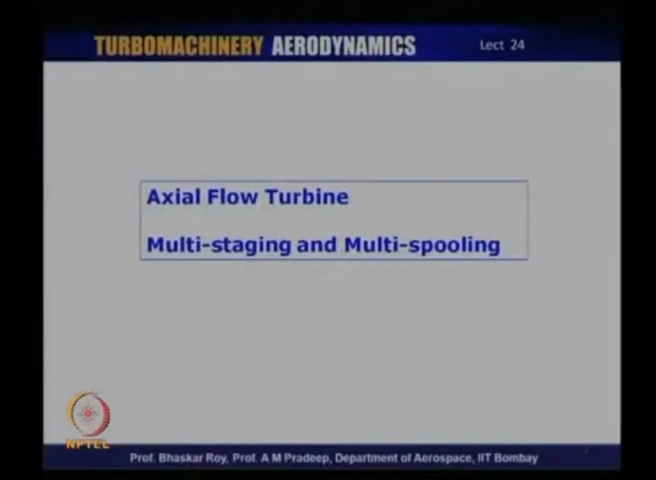 TURBOMACHINERY AERODYNAMICS
Lect 24
Axial Flow Turbine
Multi-staging and Multi-spooling
NPTEL
Prof. Bhaskar Roy, Prof. A M Pradeep, Department of Aerospace, IIT Bombay